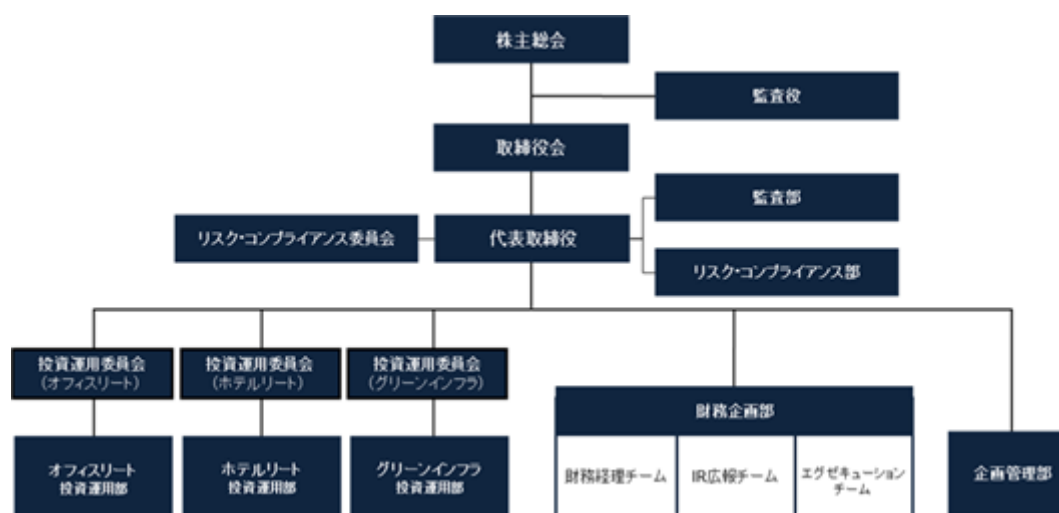 株主総会
監査役
取締役会
監査部
リスク・コンプライアンス委員会
代表取締役
リスク・コンプライアンス部
投資運用委員会
(オフィスリート)
投資運用委員会
(ホテルリート)
投資運用委員会
(グリーンインフラ)
財務企画部
オフィスリート
投資運用部
ホテルリート
投資運用部
グリーンインフラ
投資運用部
財務経理チーム
IR広報チーム
エグゼキューション
チーム
企画管理部